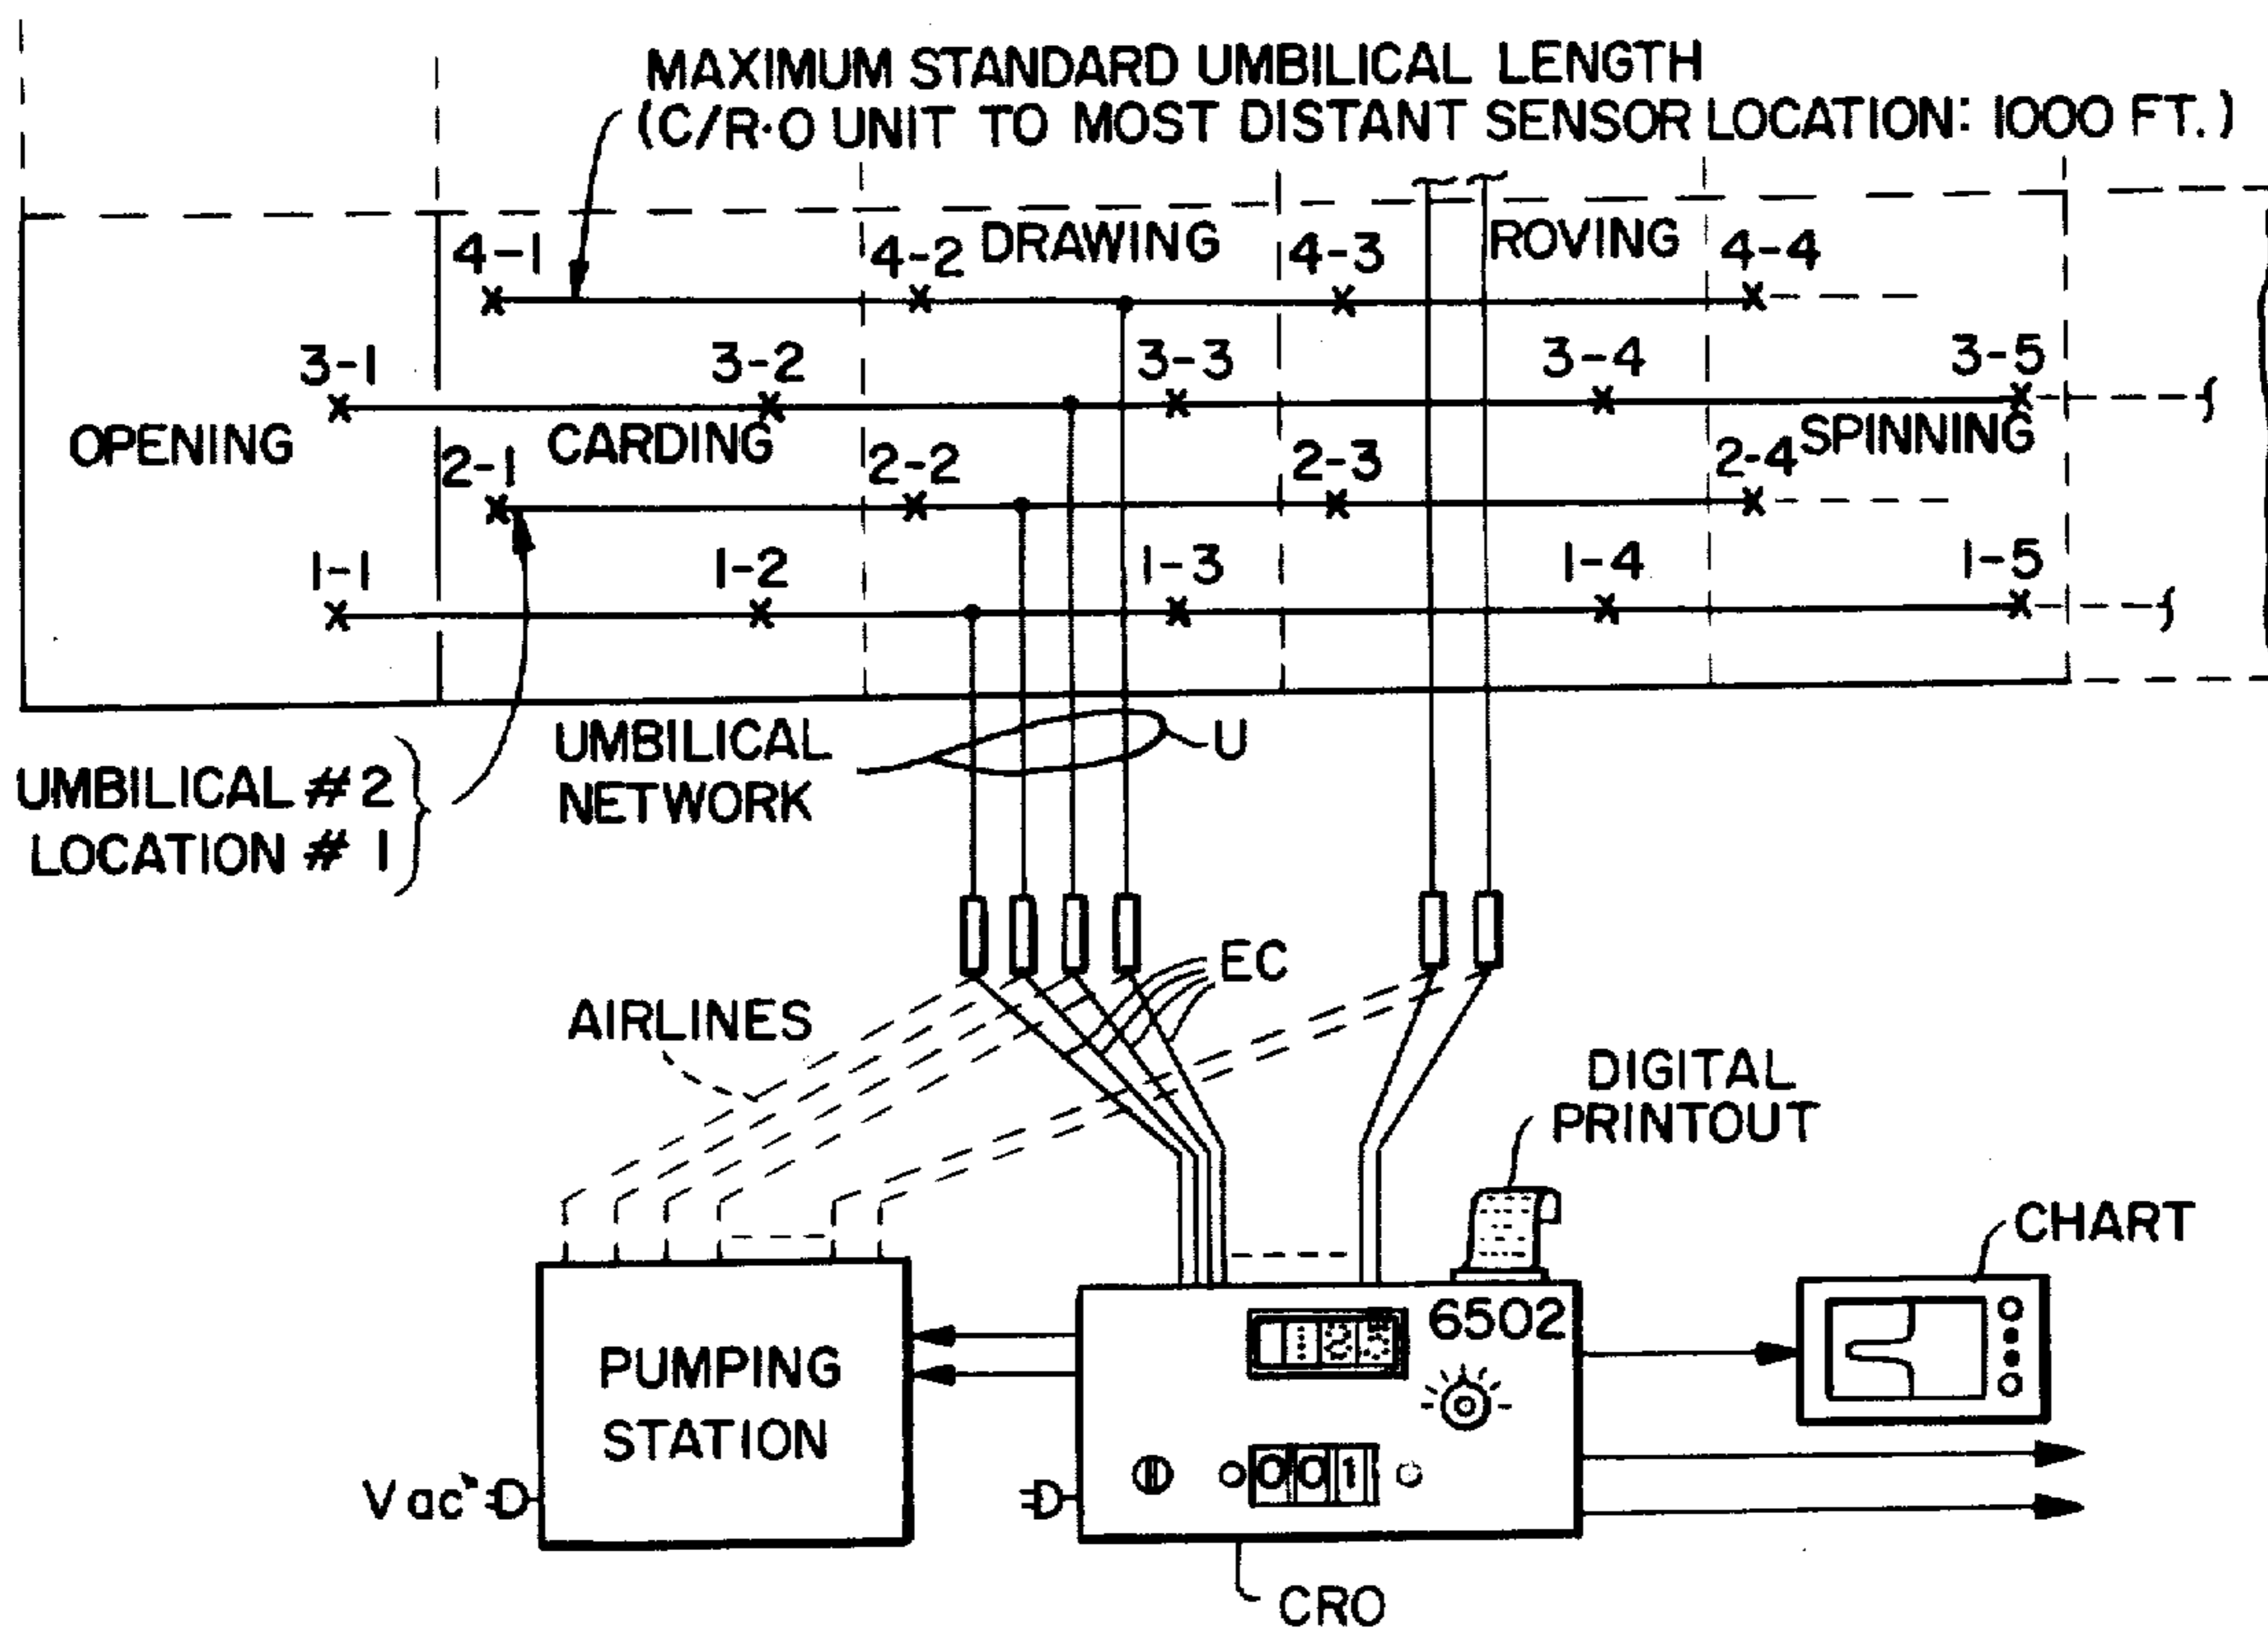 MAXIMUM STANDARD UMBILICAL LENGTH
(C/R·O UNIT TO MOST DISTANT SENSOR LOCATION: 1000 FT.)
4-1
4-2
DRAWING
4-3
ROVING
4-4
3-1
3-2
3-3
3-4
3-5
OPENING
CARDING
SPINNING
2-1
2-2
2-3
2-4
1-1
1-2
1-3
1-4
1-5
UMBILICAL #2
LOCATION # 1
UMBILICAL
NETWORK
U
EC
AIRLINES
DIGITAL
PRINTOUT
CHART
6502
PUMPING
STATION
001
Vac
CRO